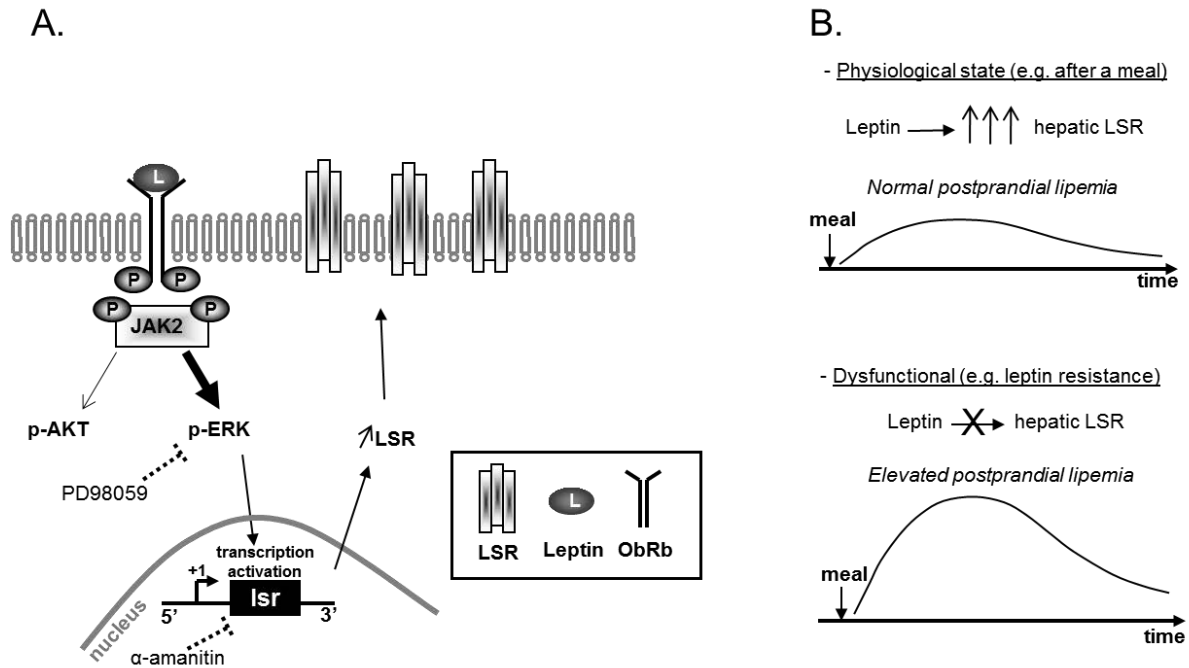 A.
L
P
P
P
P
JAK2
p-AKT
p-ERK
PD98059
LSR
transcription
activation
+1
lsr
5’
3’
nucleus
α-amanitin
L
LSR
Leptin
ObRb
B.
- Physiological state (e.g. after a meal)
Leptin
hepatic LSR
Normal postprandial lipemia
meal
time
- Dysfunctional (e.g. leptin resistance)
Leptin
X
hepatic LSR
Elevated postprandial lipemia
meal
time